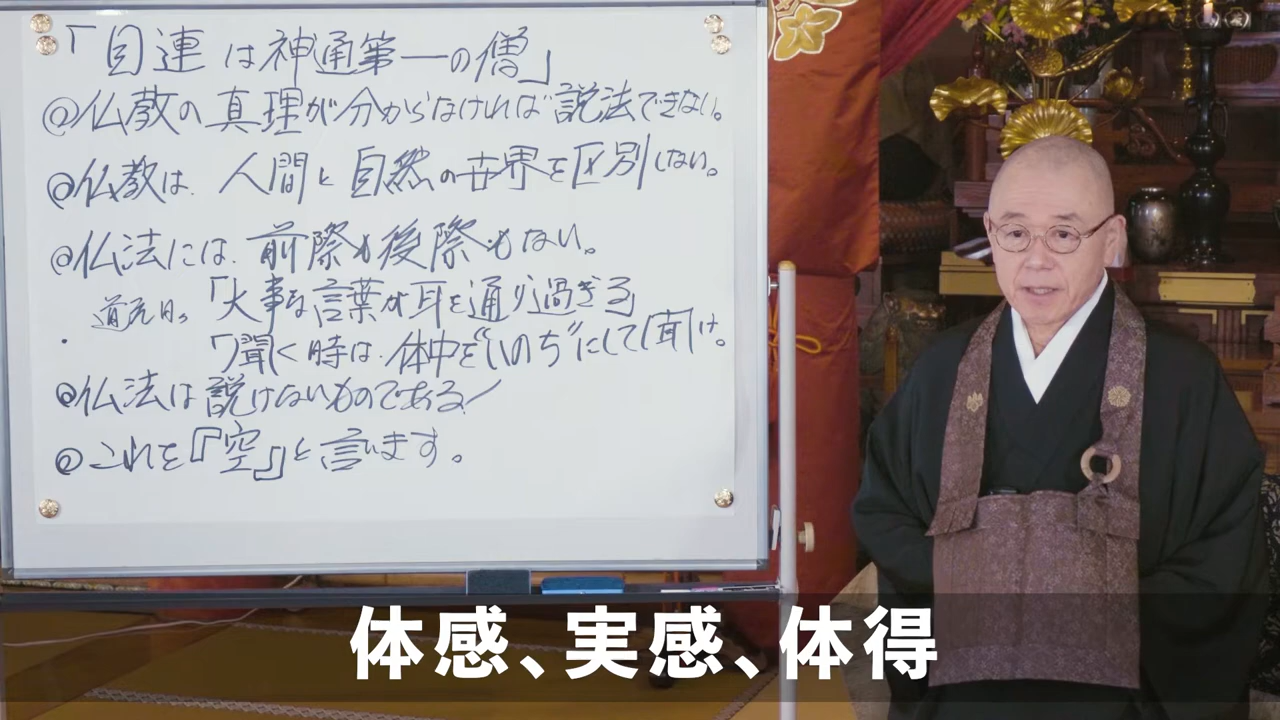 「目連は神通第一の僧」
@仏教の真理が分からなければ説法できない。
@仏教は、人間と自然の世界を区別しない。
@仏法には、前際も後際もない。
道元曰、「大事な言葉が耳を通り過ぎる」
・「聞く時は、体中を"いのち"にして聞け。
@仏法は説けないものである!
@これを『空』と言います。
体感、実感、体得